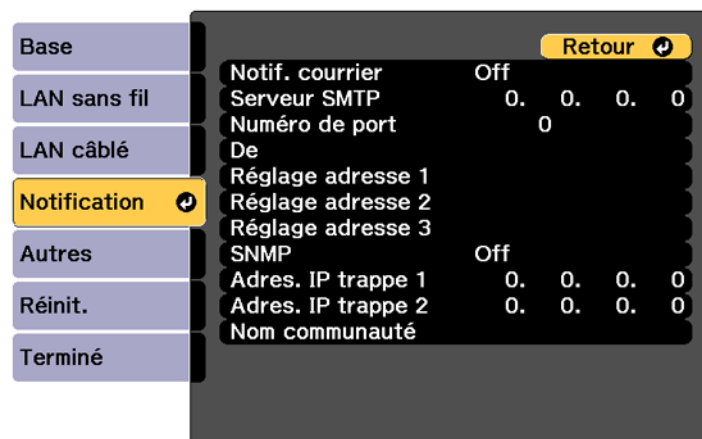 Base
LAN sans fil
LAN câblé
Notification
Autres
Réinit.
Terminé
Retour
Notif. courrier Off
Serveur SMTP 0. 0. 0. 0
Numéro de port 0
De
Réglage adresse 1
Réglage adresse 2
Réglage adresse 3
SNMP Off
Adres. IP trappe 1 0. 0. 0. 0
Adres. IP trappe 2 0. 0. 0. 0
Nom communauté